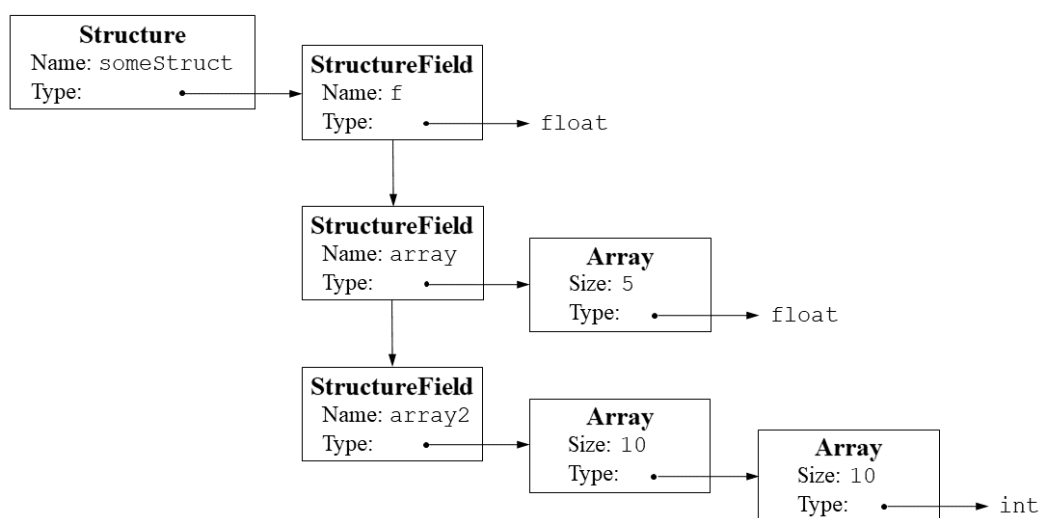 Structure
Name: someStruct
Type:
StructureField
Name: f
Type:
float
StructureField
Name: array
Type:
Array
Size: 5
Type:
float
StructureField
Name: array2
Type:
Array
Size: 10
Type:
Array
Size: 10
Type:
int